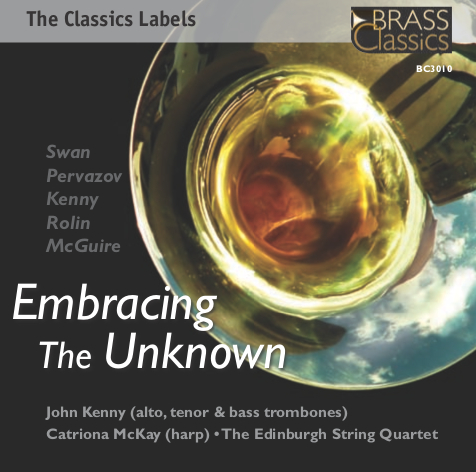 The Classics Labels
BRASS
Classics
BC3010
Swan
Pervazov
Kenny
Rolin
McGuire
Embracing
The Unknown
John Kenny (alto, tenor & bass trombones)
Catriona McKay (harp) • The Edinburgh String Quartet